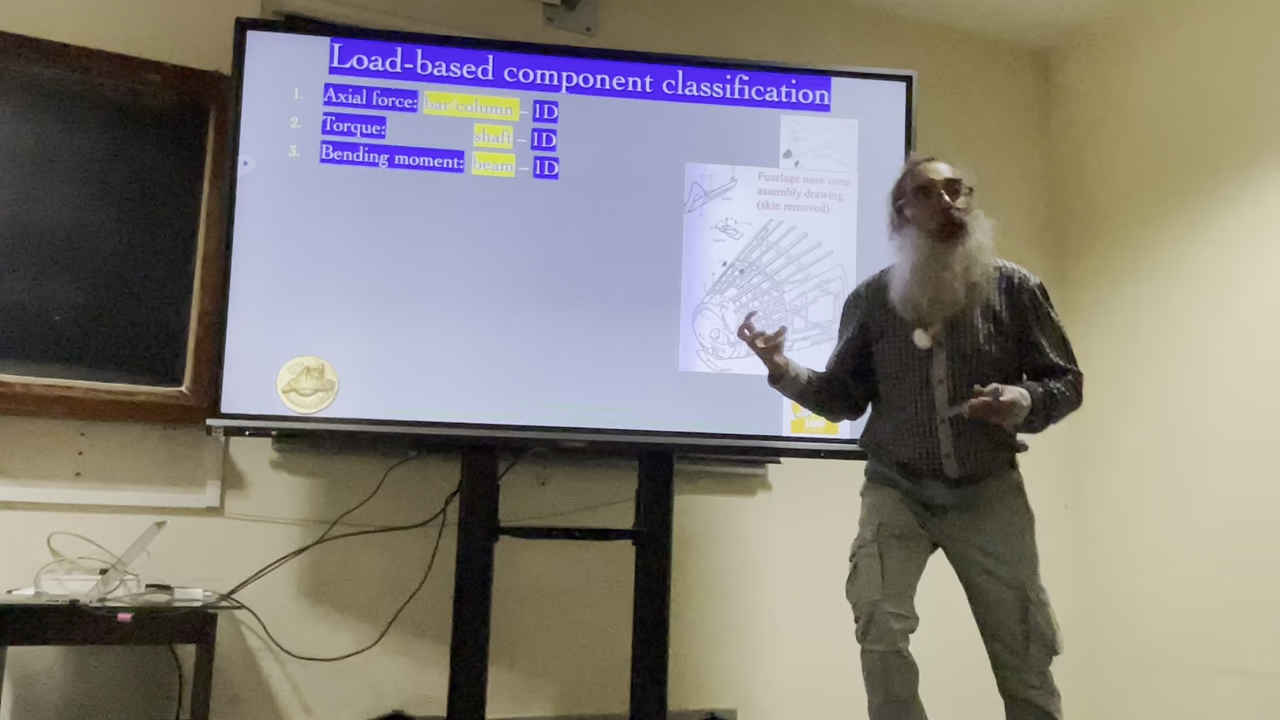 Load-based component classification
1. Axial force: bar column – 1D
2. Torque: shaft – 1D
3. Bending moment: beam – 1D
Fuselage nose cone
assembly drawing
(skin removed)
100